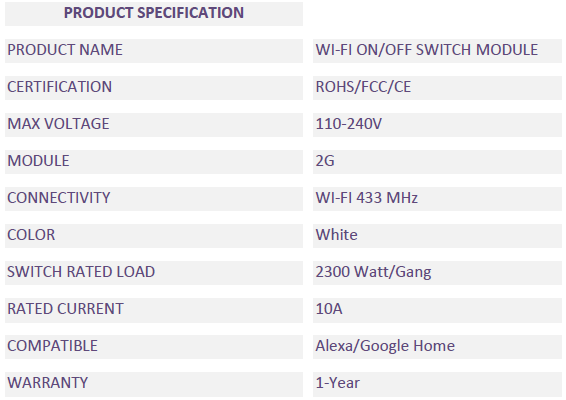 PRODUCT SPECIFICATION
PRODUCT NAME WI-FI ON/OFF SWITCH MODULE
CERTIFICATION ROHS/FCC/CE
MAX VOLTAGE 110-240V
MODULE 2G
CONNECTIVITY WI-FI 433 MHz
COLOR White
SWITCH RATED LOAD 2300 Watt/Gang
RATED CURRENT 10A
COMPATIBLE Alexa/Google Home
WARRANTY 1-Year